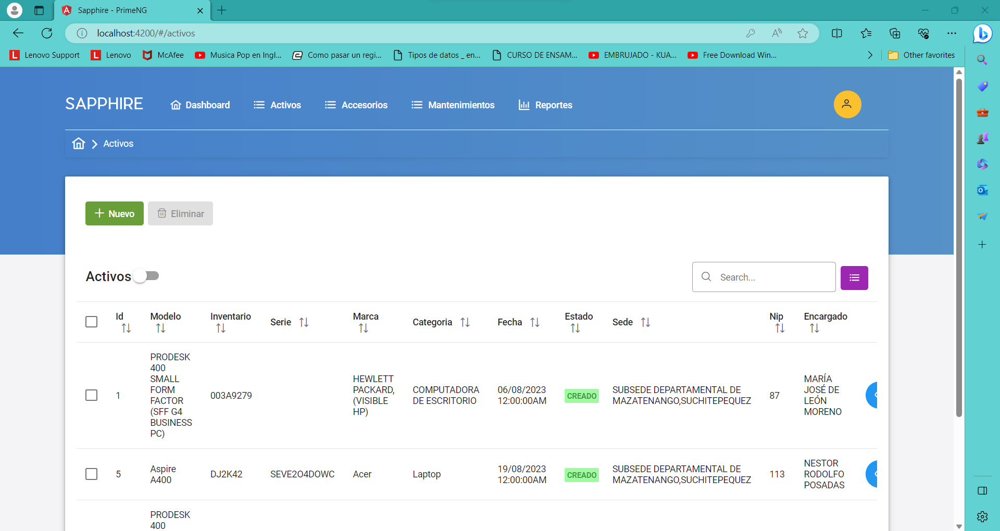 Sapphire - PrimeNG
localhost:4200/#/activos
Lenovo Support
Lenovo
McAfee
Musica Pop en Ingl...
Como pasar un regi...
Tipos de datos _ en...
CURSO DE ENSAM...
EMBRUJADO - KUA...
Free Download Win...
Other favorites
SAPPHIRE
Dashboard
Activos
Accesorios
Mantenimientos
Reportes
Activos
Nuevo
Eliminar
Activos
Search...
Id
Modelo
Inventario
Serie
Marca
Categoria
Fecha
Estado
Sede
Nip
Encargado
1
PRODESK
400
SMALL
FORM
FACTOR
(SFF G4
BUSINESS
PC)
003A9279
HEWLETT
PACKARD,
(VISIBLE
HP)
COMPUTADORA
DE ESCRITORIO
06/08/2023
12:00:00AM
CREADO
SUBSEDE DEPARTAMENTAL DE
MAZATENANGO,SUCHITEPEQUEZ
87
MARÍA
JOSÉ DE
LEÓN
MORENO
5
Aspire
A400
DJ2K42
SEVE2O4DOWC
Acer
Laptop
19/08/2023
12:00:00AM
CREADO
SUBSEDE DEPARTAMENTAL DE
MAZATENANGO,SUCHITEPEQUEZ
113
NESTOR
RODOLFO
POSADAS
PRODESK
400